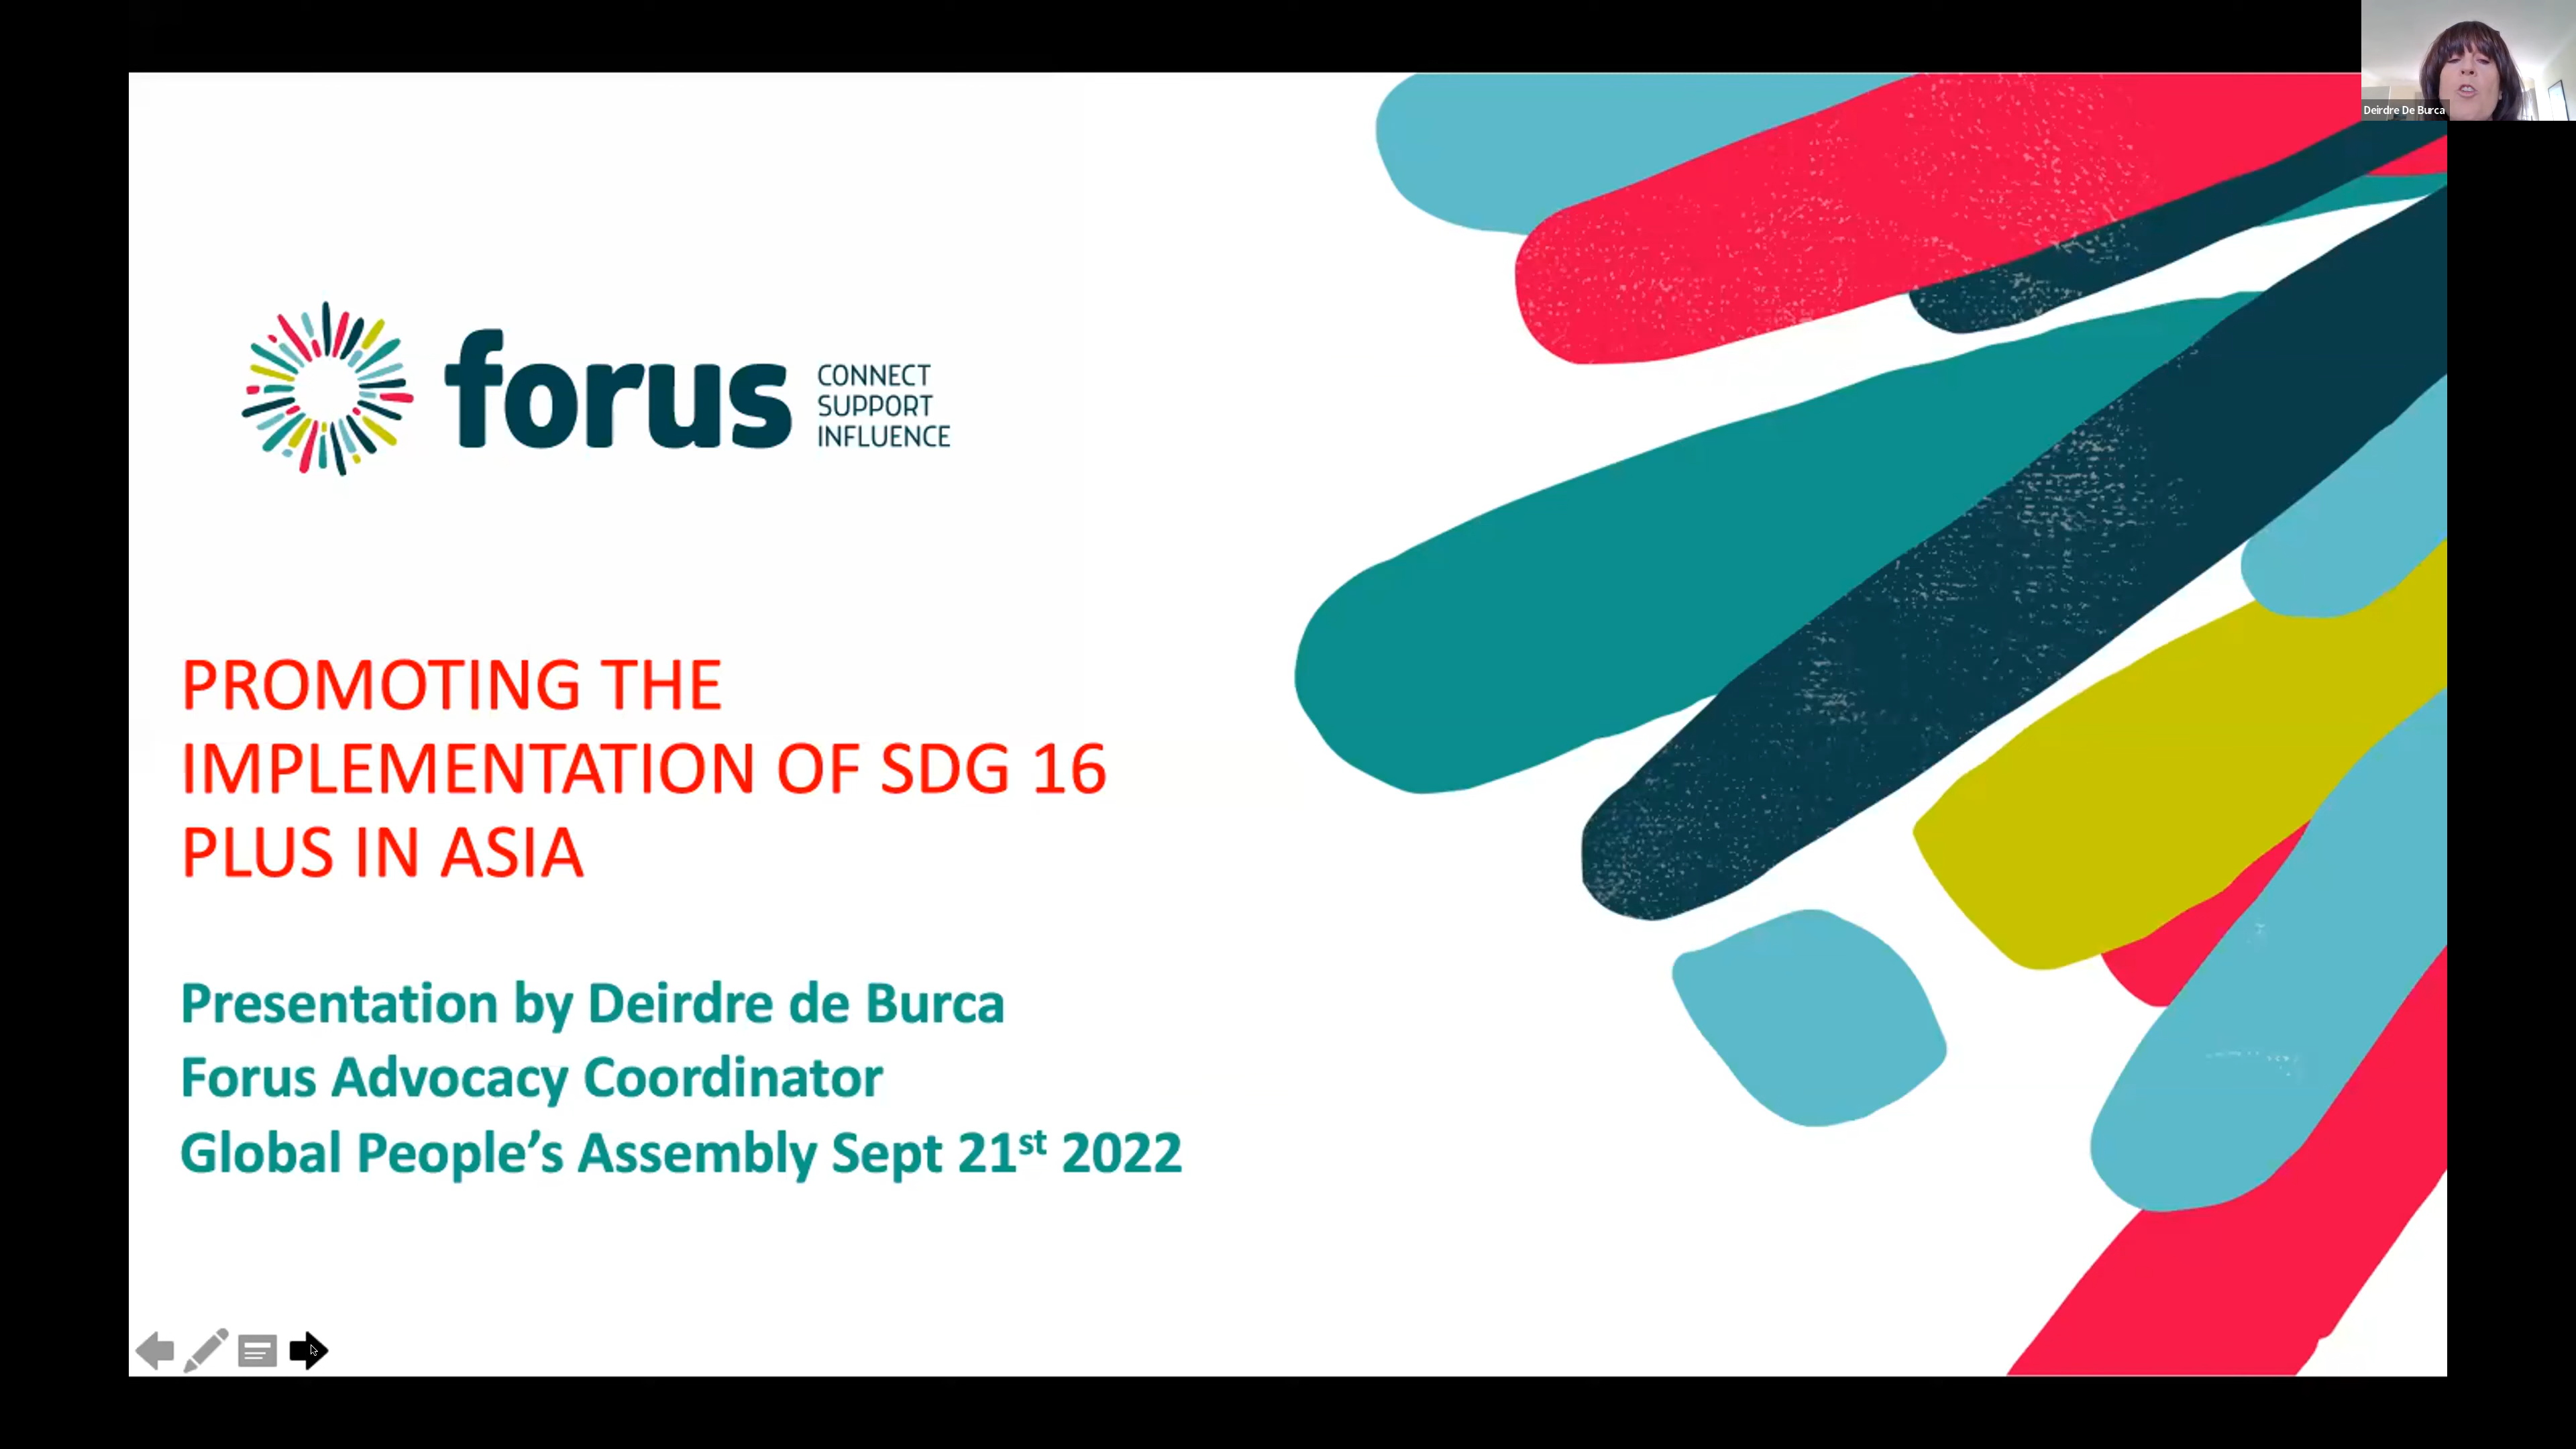 Deirdre De Burca
forus
CONNECT
SUPPORT
INFLUENCE
PROMOTING THE
IMPLEMENTATION OF SDG 16
PLUS IN ASIA
Presentation by Deirdre de Burca
Forus Advocacy Coordinator
Global People’s Assembly Sept 21st 2022